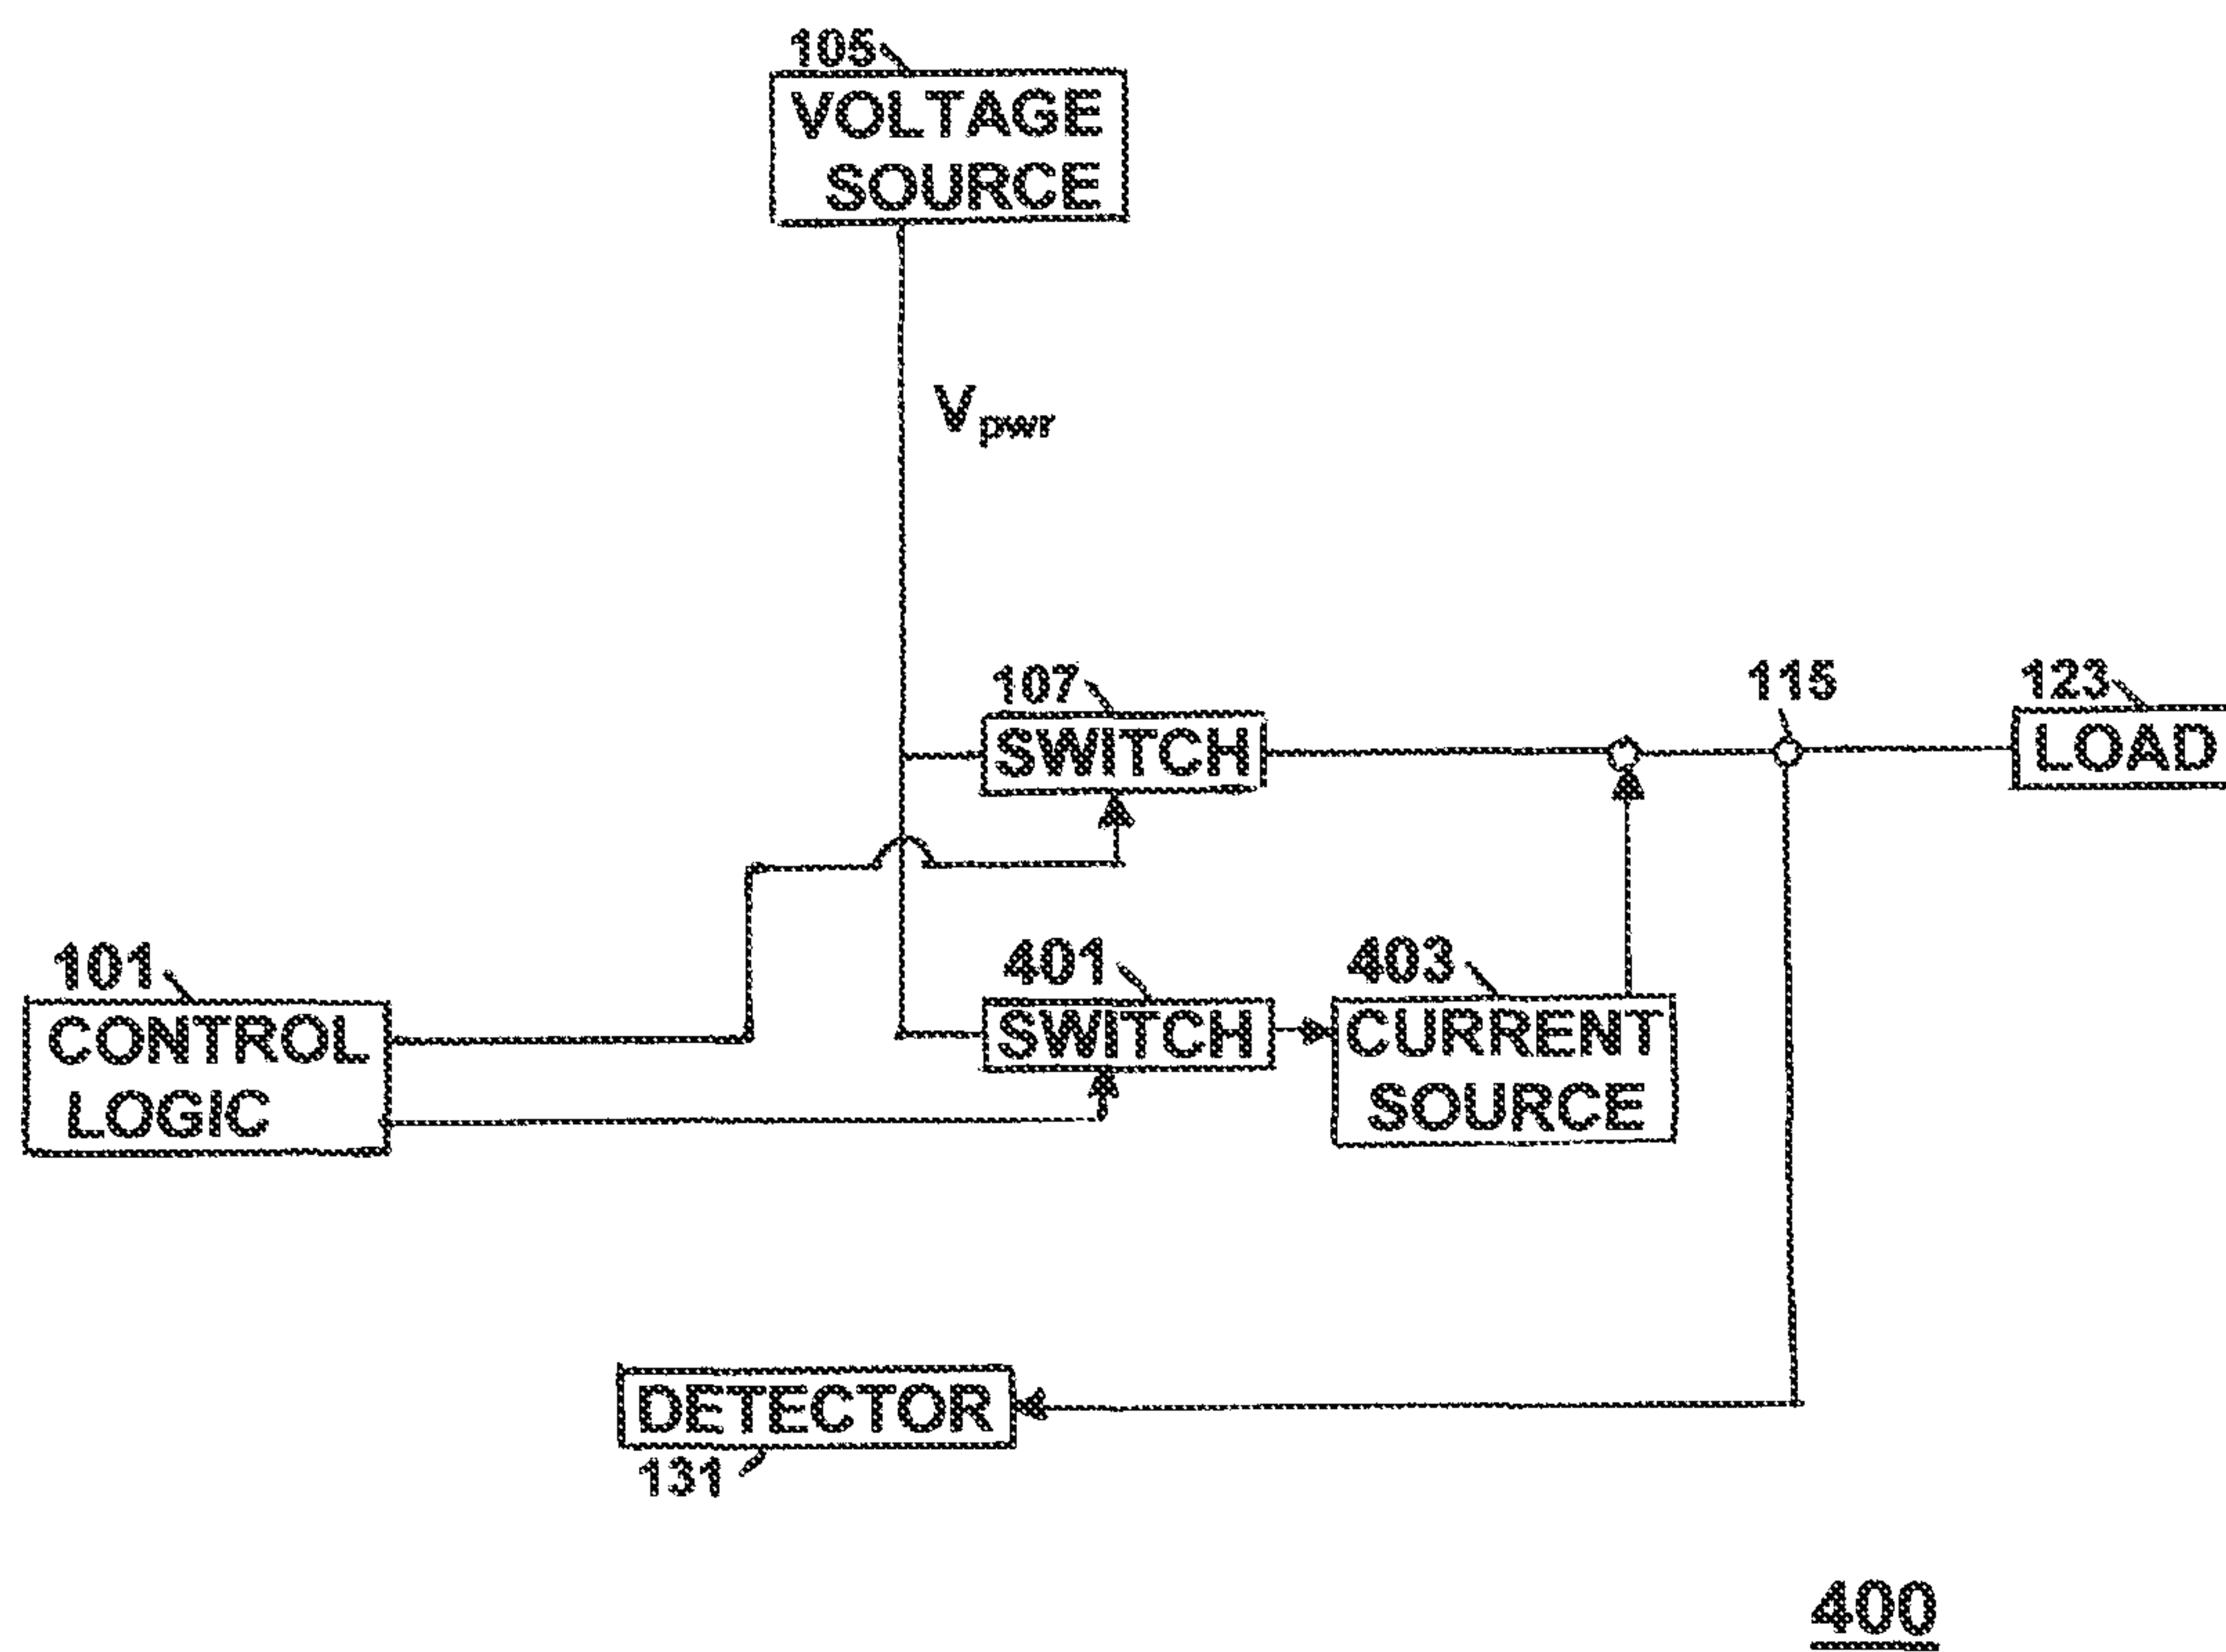 105
VOLTAGE
SOURCE
Vpwr
107
SWITCH
115
123
LOAD
101
CONTROL
LOGIC
401
SWITCH
403
CURRENT
SOURCE
DETECTOR
131
400